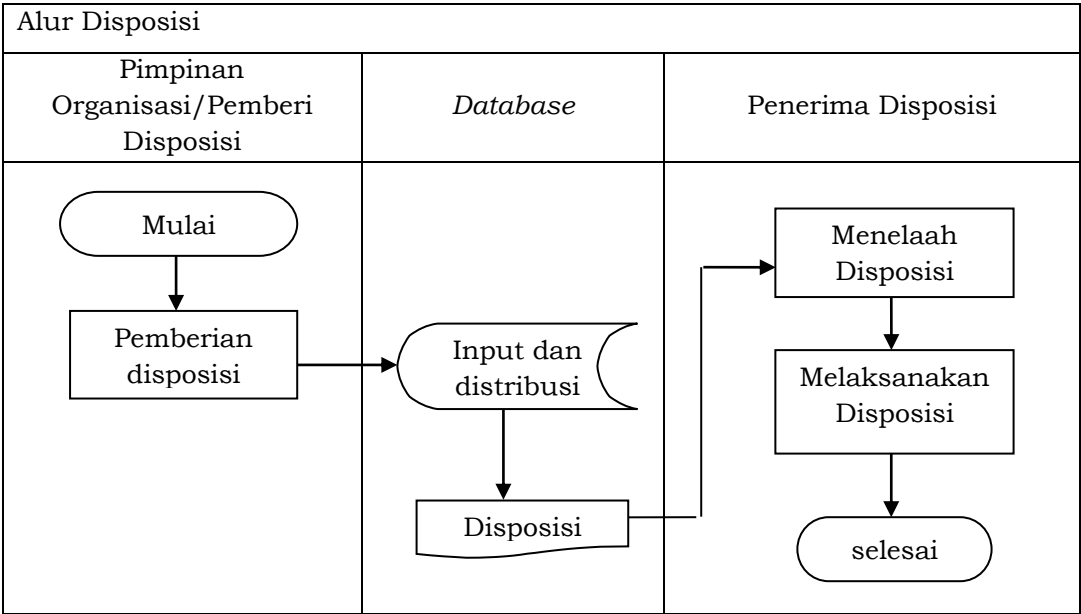 Alur Disposisi
Pimpinan
Organisasi/Pemberi
Disposisi
Database
Penerima Disposisi
Mulai
Pemberian
disposisi
Input dan
distribusi
Disposisi
Menelaah
Disposisi
Melaksanakan
Disposisi
selesai